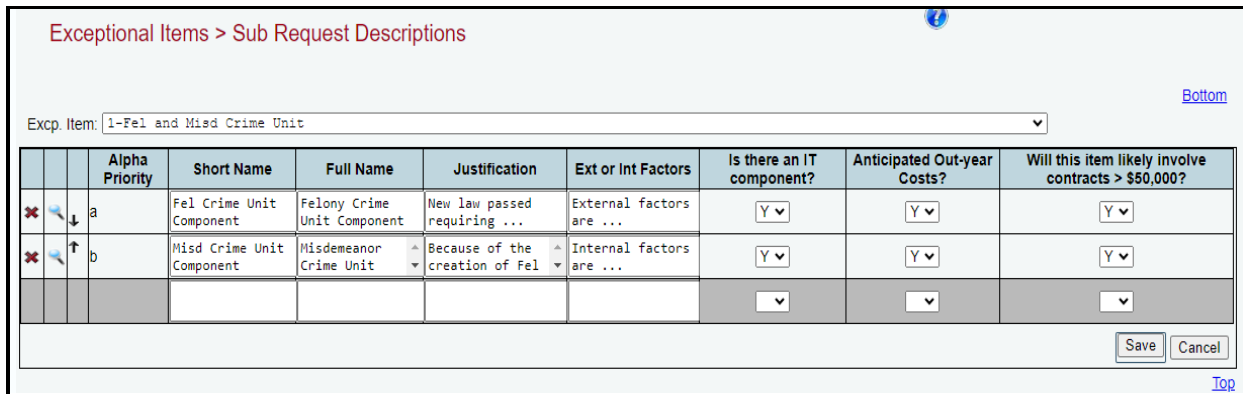 ?
Exceptional Items > Sub Request Descriptions
Bottom
Excp. Item: 1-Fel and Misd Crime Unit
Alpha
Priority
Short Name
Full Name
Justification
Ext or Int Factors
Is there an IT
component?
Anticipated Out-year
Costs?
Will this item likely involve
contracts > $50,000?
a
Fel Crime Unit
Component
Felony Crime
Unit Component
New law passed
requiring ...
External factors
are ...
Y
Y
Y
b
Misd Crime Unit
Component
Misdemeanor
Crime Unit
Because of the
creation of Fel
Internal factors
are ...
Y
Y
Y
Save
Cancel
Top